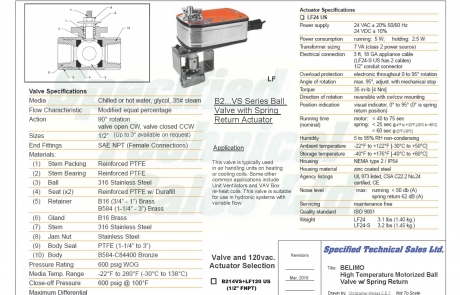 Valve Specifications
Media Chilled or hot water, glycol, 35# steam
Flow Characteristic Modified equal percentage
Action 90° rotation
valve open CW, valve closed CCW
Sizes 1/2" (Up to 3" available on request)
End Fittings SAE NPT (Female Connections)
Materials:
(1) Stem Packing Reinforced PTFE
(2) Stem Bearing Reinforced PTFE
(3) Ball 316 Stainless Steel
(4) Seat (x2) Reinforced PTFE w/ Durafill
(5) Retainer B16 (3/4" - 1") Brass
B584 (1-1/4" - 3") Brass
(6) Gland B16 Brass
(7) Stem 316 Stainless Steel
(8) Jam Nut Stainless Steel
(9) Body Seal PTFE (1-1/4" to 3")
(10) Body B584-C84400 Bronze
Pressure Rating 600 psig WOG
Media Temp. Range -22°F to 280°F (-30°C to 138°C)
Close-off Pressure 600 psig @ 100°F
Maximum Differential
LF
B2...VS Series Ball
Valve with Spring
Return Actuator
Application
This valve is typically used
in air handling units on heating
or cooling coils. Some other
common applications include
Unit Ventilators and VAV Box
re-heat coils. This valve is suitable
for use in hydronic systems with
variable flow
Valve and 120vac.
Actuator Selection
B214VS+LF120 US
(1/2" FNPT)
Actuator Specifications
LF24 US
Power supply 24 VAC ± 20% 50/60 Hz
24 VDC ± 10%
Power consumption running: 5 W; holding: 2.5 W
Transformer sizing 7 VA (class 2 power source)
Electrical connection 3 ft, 18 GA appliance cable
(LF24-S US has 2 cables)
1/2" conduit connector
Overload protection electronic throughout 0 to 95° rotation
Angle of rotation max. 95°, adjust. with mechanical stop
Torque 35 in-lb [4 Nm]
Direction of rotation reversible with cw/ccw mounting
Position indication visual indicator, 0° to 95° (0° is spring
return position)
Running time motor: < 40 to 75 sec
(nominal) spring: < 25 sec
Humidity 5 to 95% RH non-condensing
Ambient temperature -22°F to +122°F [-30°C to +50°C]
Storage temperature -40°F to +176°F [-40°C to +80°C]
Housing NEMA type 2 / IP54
Housing material zinc coated steel
Agency listings UL 873 listed, CSA C22.2 No.24
certified, CE
Noise level max: running < 50 db (A)
spring return 62 dB (A)
Servicing maintenance free
Quality standard ISO 9001
Weight LF24 3.1 lbs (1.40 kg.)
LF24-S 3.2 lbs (1.45 kg.)
Revisions
Mar, 2010
Specified Technical Sales Ltd.
Title: BELIMO
High Temperature Motorized Ball
Valve w/ Spring Return
Not To Scale